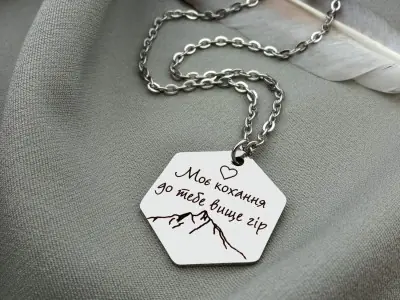 Моє кохання
до тебе вище гір